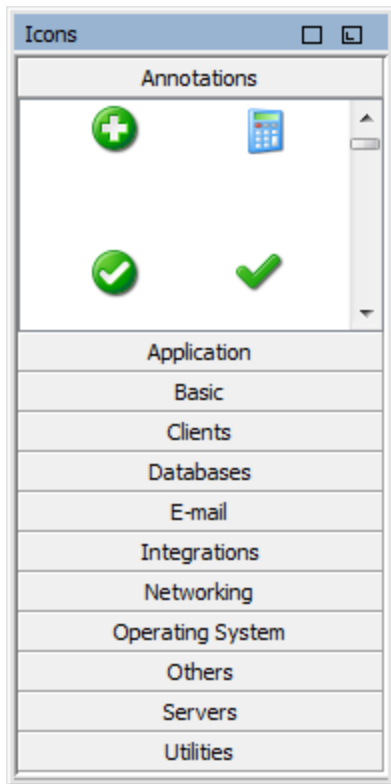 Icons
Annotations
Application
Basic
Clients
Databases
E-mail
Integrations
Networking
Operating System
Others
Servers
Utilities